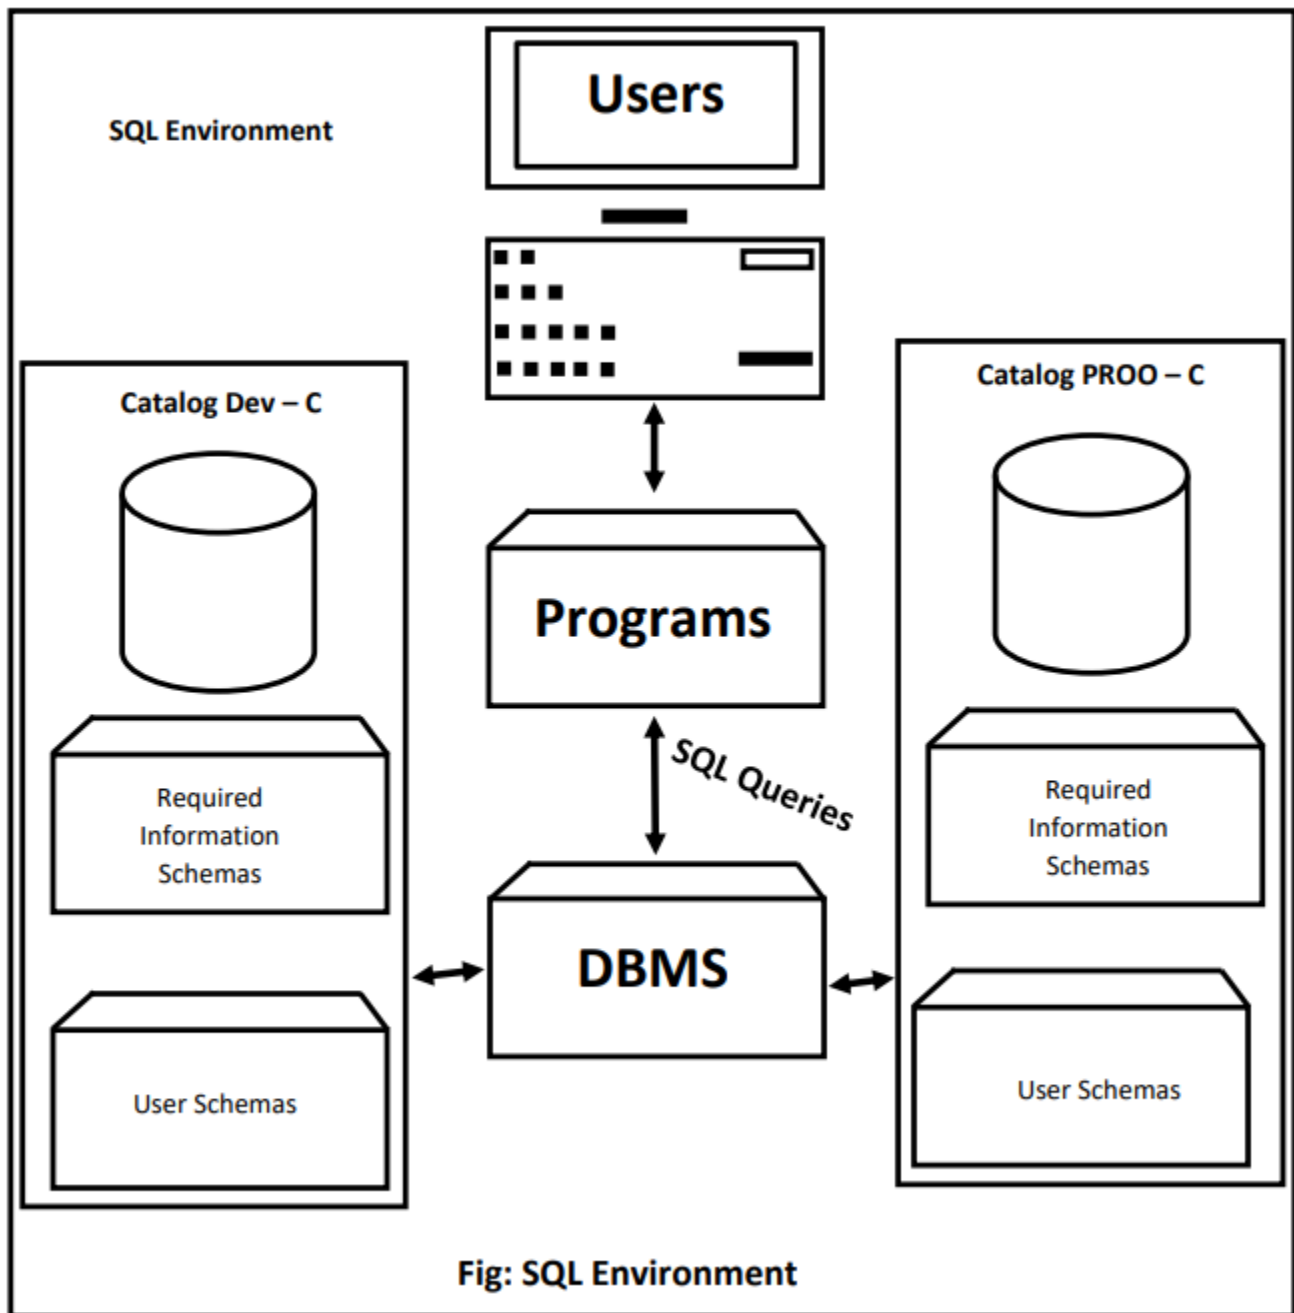 Users
SQL Environment
Catalog Dev – C
Catalog PROO – C
Programs
SQL Queries
Required
Information
Schemas
Required
Information
Schemas
DBMS
User Schemas
User Schemas
Fig: SQL Environment